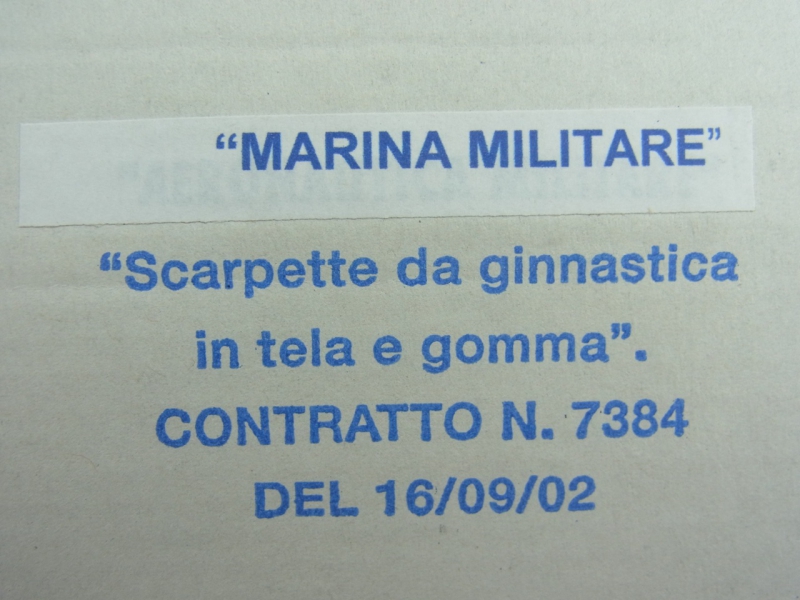 “MARINA MILITARE”
“Scarpette da ginnastica
in tela e gomma”.
CONTRATTO N. 7384
DEL 16/09/02